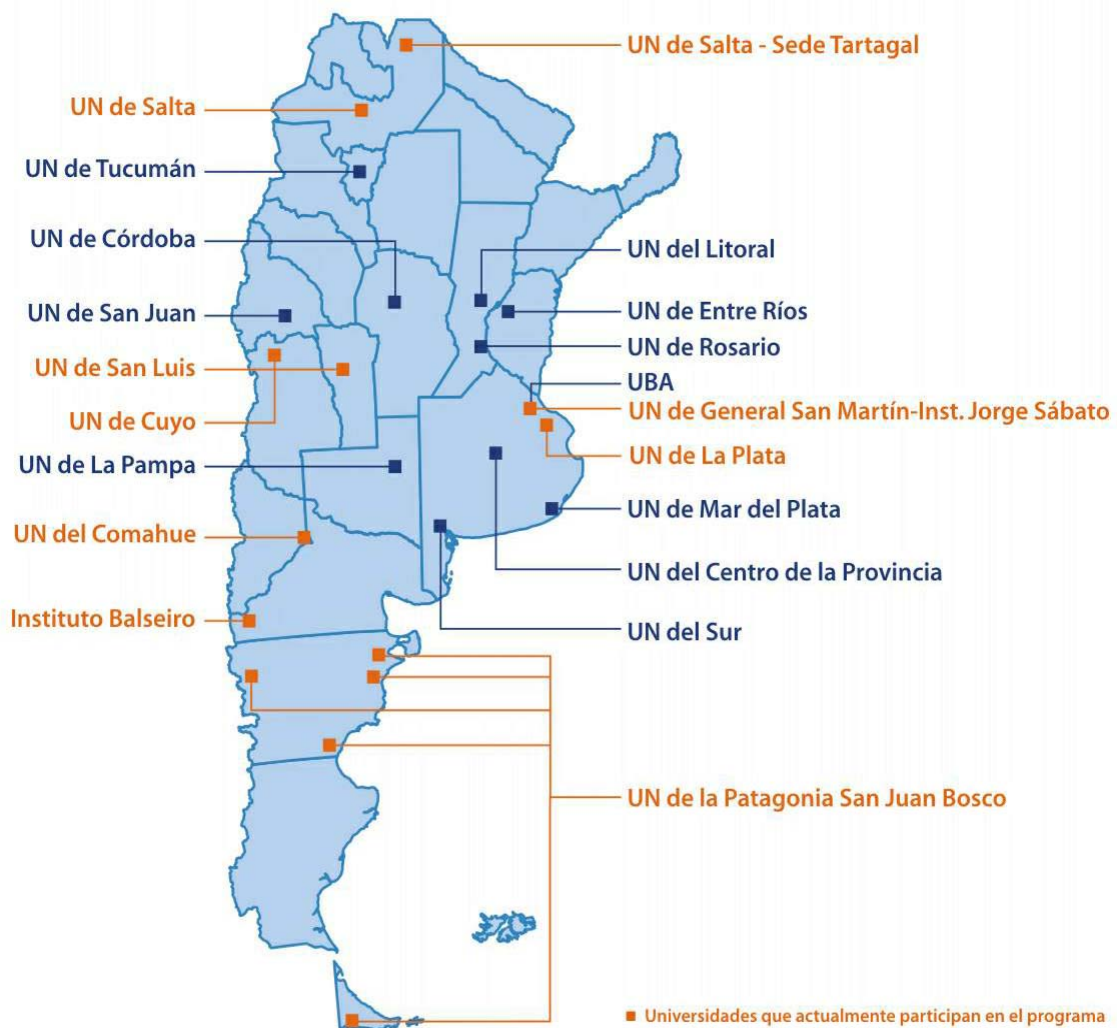 UN de Salta - Sede Tartagal
UN de Salta
UN de Tucumán
UN de Córdoba
UN de San Juan
UN de San Luis
UN de Cuyo
UN de La Pampa
UN del Comahue
Instituto Balseiro
UN del Litoral
UN de Entre Ríos
UN de Rosario
UBA
UN de General San Martín-Inst. Jorge Sábato
UN de La Plata
UN de Mar del Plata
UN del Centro de la Provincia
UN del Sur
UN de la Patagonia San Juan Bosco
Universidades que actualmente participan en el programa